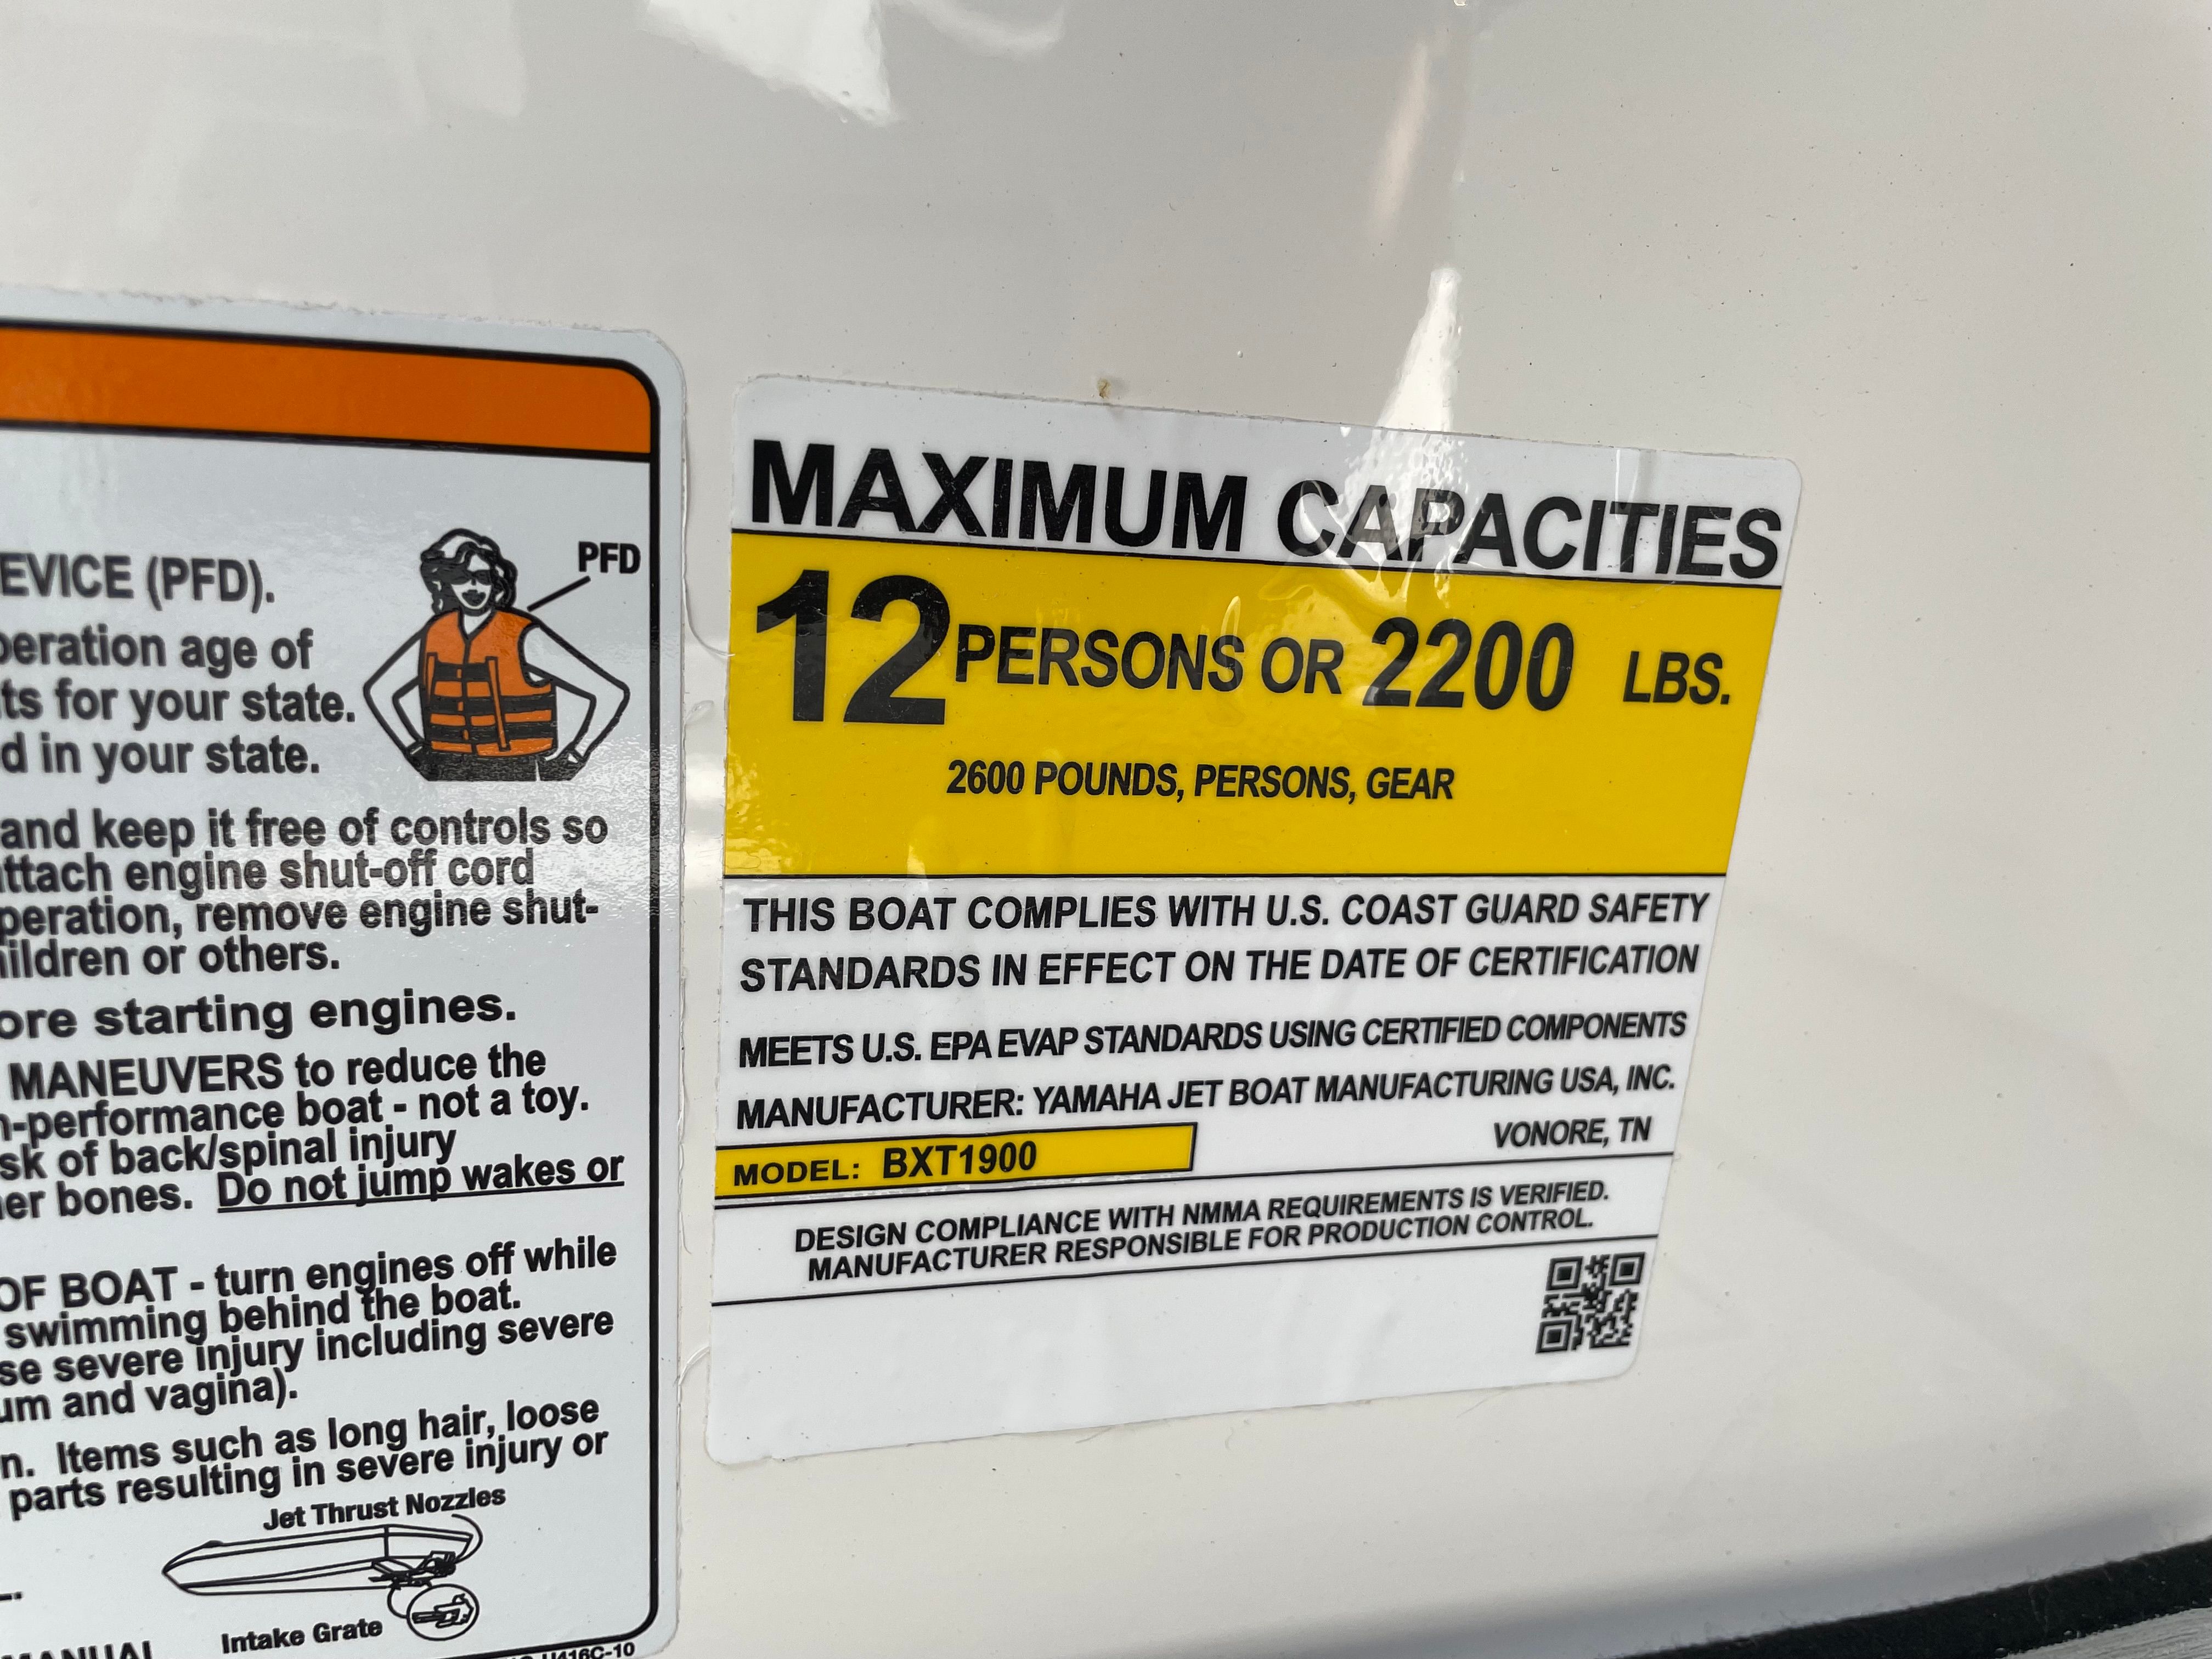 PFD
EVICE (PFD).
peration age of
ts for your state.
d in your state.
and keep it free of controls so
ttach engine shut-off cord
peration, remove engine shut-
hildren or others.
ore starting engines.
MANEUVERS to reduce the
-performance boat - not a toy.
sk of back/spinal injury
er bones. Do not jump wakes or
OF BOAT - turn engines off while
swimming behind the boat.
se severe injury including severe
um and vagina).
n. Items such as long hair, loose
parts resulting in severe injury or
Jet Thrust Nozzles
Intake Grate
MANUAL
U416C-10
MAXIMUM CAPACITIES
12 PERSONS OR 2200 LBS.
2600 POUNDS, PERSONS, GEAR
THIS BOAT COMPLIES WITH U.S. COAST GUARD SAFETY
STANDARDS IN EFFECT ON THE DATE OF CERTIFICATION
MEETS U.S. EPA EVAP STANDARDS USING CERTIFIED COMPONENTS
MANUFACTURER: YAMAHA JET BOAT MANUFACTURING USA, INC.
VONORE, TN
MODEL: BXT1900
DESIGN COMPLIANCE WITH NMMA REQUIREMENTS IS VERIFIED.
MANUFACTURER RESPONSIBLE FOR PRODUCTION CONTROL.